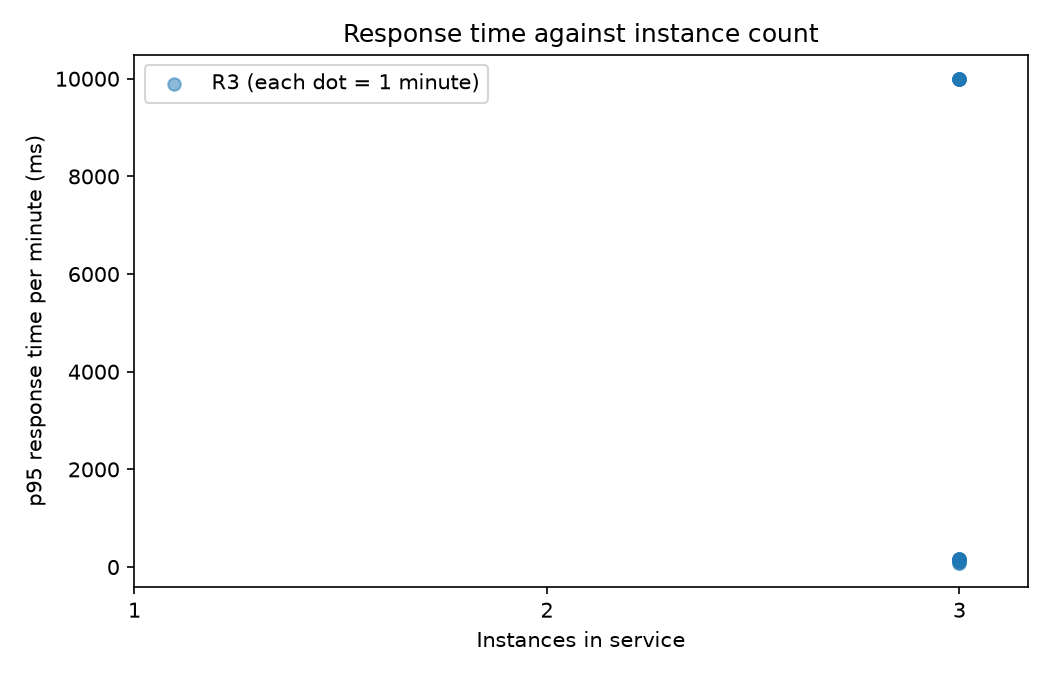 Response time against instance count
R3 (each dot = 1 minute)
p95 response time per minute (ms)
10000
8000
6000
4000
2000
0
1 2 3
Instances in service